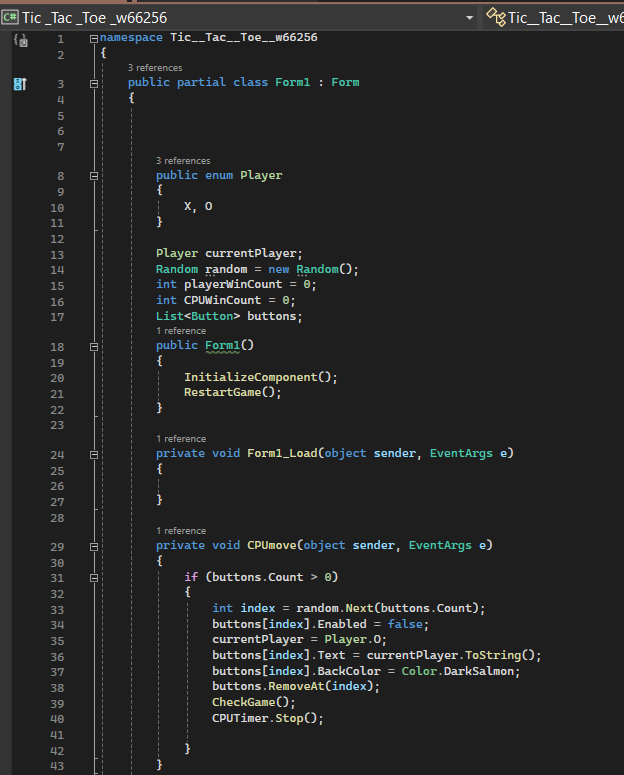 C# Tic _Tac _Toe _w66256 Tic__Tac__Toe__w6
1 namespace Tic__Tac__Toe__w66256
2 {
3 references
3 public partial class Form1 : Form
4 {
5
6
7
3 references
8 public enum Player
9 {
10 X, O
11 }
12
13 Player currentPlayer;
14 Random random = new Random();
15 int playerWinCount = 0;
16 int CPUWinCount = 0;
17 List<Button> buttons;
1 reference
18 public Form1()
19 {
20 InitializeComponent();
21 RestartGame();
22 }
23
1 reference
24 private void Form1_Load(object sender, EventArgs e)
25 {
26
27 }
28
1 reference
29 private void CPUmove(object sender, EventArgs e)
30 {
31 if (buttons.Count > 0)
32 {
33 int index = random.Next(buttons.Count);
34 buttons[index].Enabled = false;
35 currentPlayer = Player.O;
36 buttons[index].Text = currentPlayer.ToString();
37 buttons[index].BackColor = Color.DarkSalmon;
38 buttons.RemoveAt(index);
39 CheckGame();
40 CPUTimer.Stop();
41
42 }
43 }